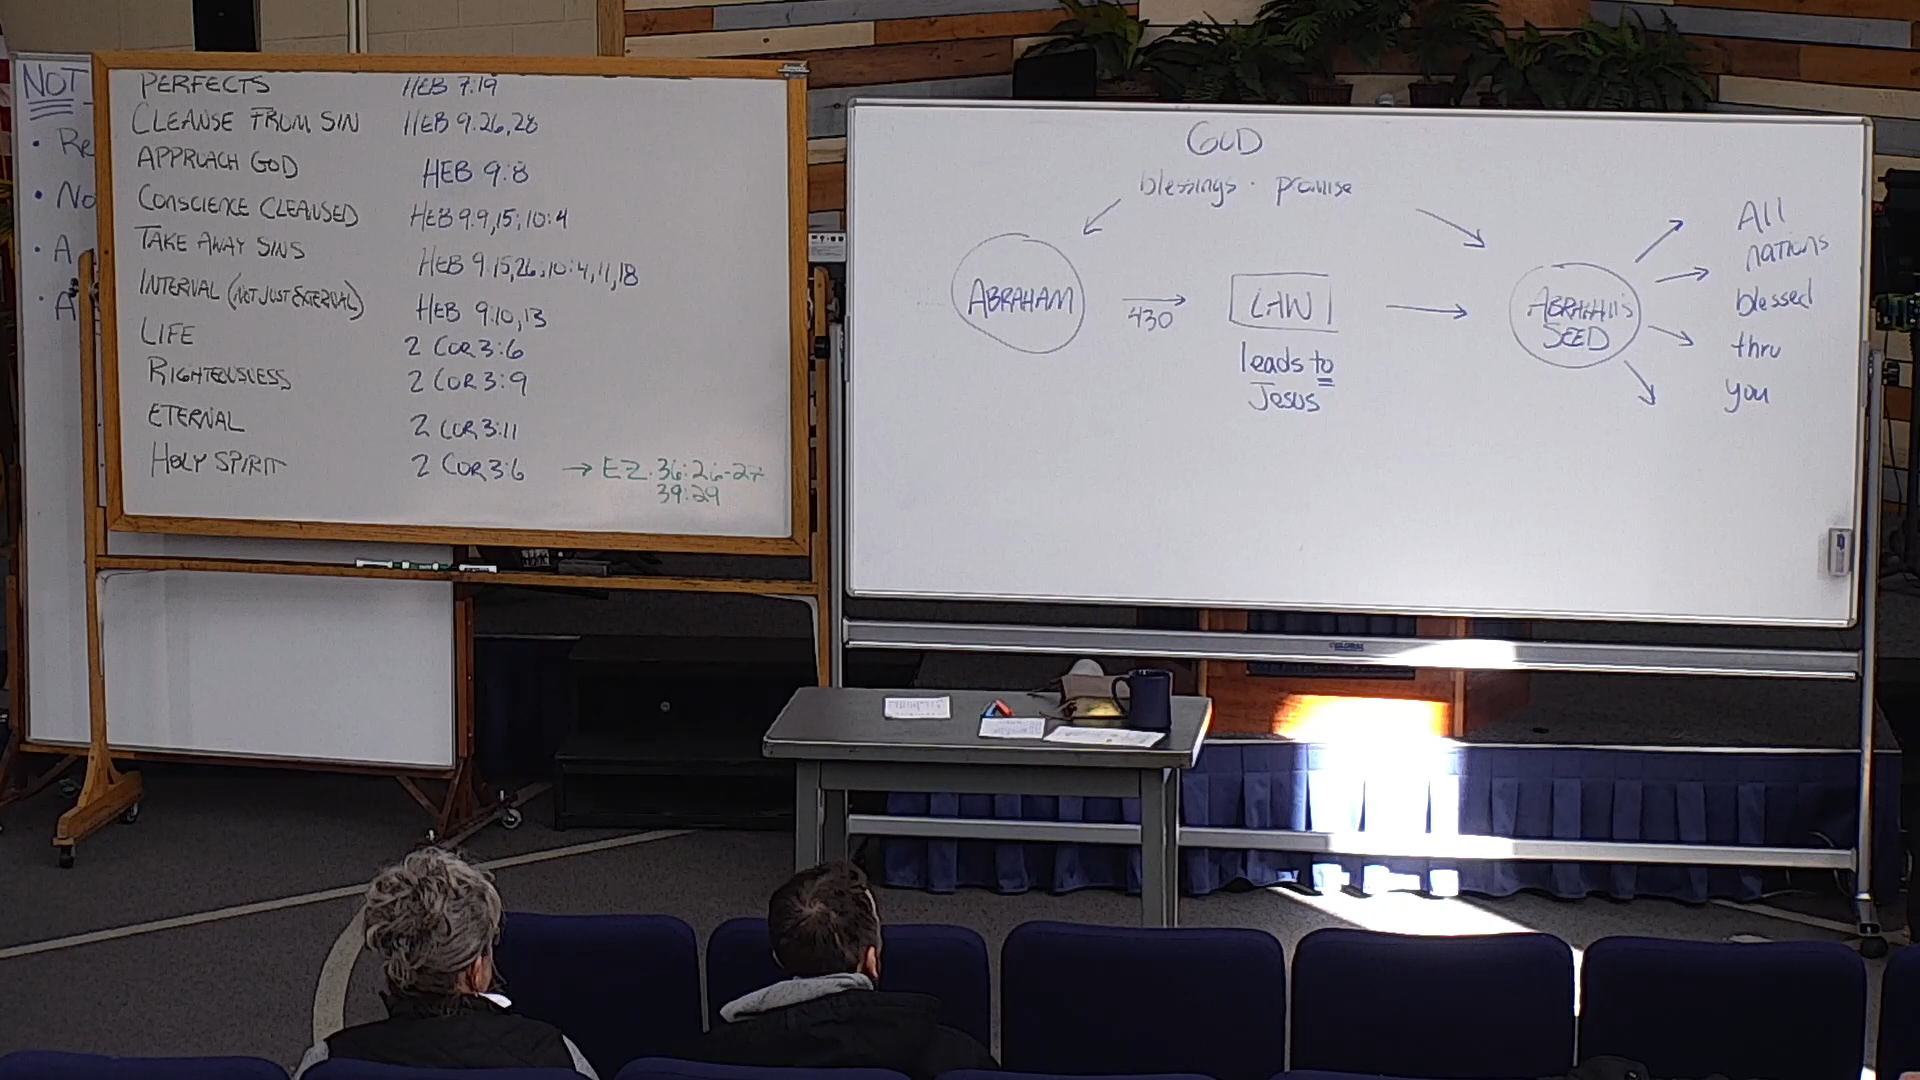 NOT
• Re
• No
• A
• A
PERFECTS HEB 7:19
CLEANSE FROM SIN HEB 9:26,28
APPROACH GOD HEB 9:8
CONSCIENCE CLEANSED HEB 9:9,15; 10:4
TAKE AWAY SINS HEB 9:15,26; 10:4,11,18
INTERNAL (NOT JUST EXTERNAL) HEB 9:10,13
LIFE 2 COR 3:6
RIGHTEOUSNESS 2 COR 3:9
ETERNAL 2 COR 3:11
HOLY SPIRIT 2 COR 3:6 → EZ. 36:26-27
39:29
GOD
blessings · promise
ABRAHAM
430
LAW
leads to
Jesus
ABRAHAM'S
SEED
All
nations
blessed
thru
you
GLOBAL